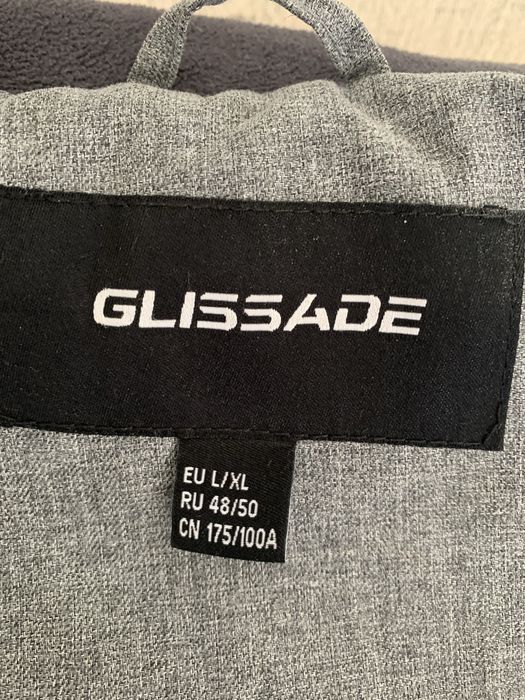 GLISSADE
EU L/XL
RU 48/50
CN 175/100A